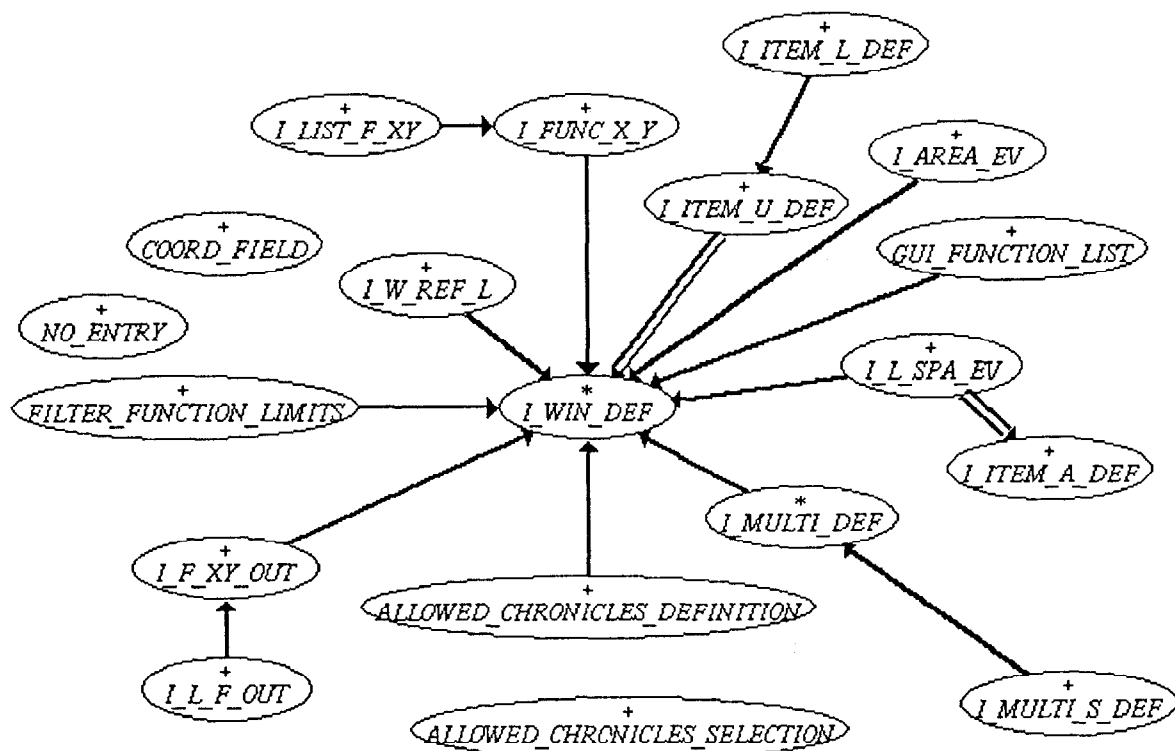 +
I_ITEM_L_DEF
+
I_LIST_F_XY
+
I_FUNC_X_Y
+
I_AREA_EV
+
I_ITEM_U_DEF
+
COORD_FIELD
+
GUI_FUNCTION_LIST
+
I_W_REF_L
+
NO_ENTRY
+
I_L_SPA_EV
+
FILTER_FUNCTION_LIMITS
*
I_WIN_DEF
+
I_ITEM_A_DEF
*
I_MULTI_DEF
+
I_F_XY_OUT
+
ALLOWED_CHRONICLES_DEFINITION
+
I_L_F_OUT
+
I_MULTI_S_DEF
+
ALLOWED_CHRONICLES_SELECTION